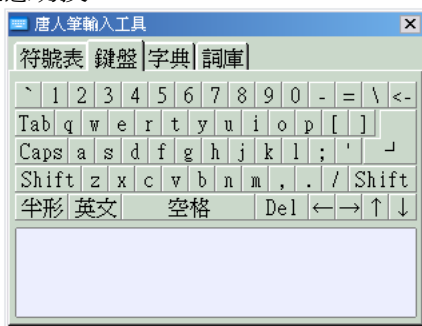 唐人筆輸入工具
符號表 鍵盤 字典 詞庫
` 1 2 3 4 5 6 7 8 9 0 - = \ <-
Tab q w e r t y u i o p [ ]
Caps a s d f g h j k l ; ' ┘
Shift z x c v b n m , . / Shift
半形 英文 空格 Del ← → ↑ ↓